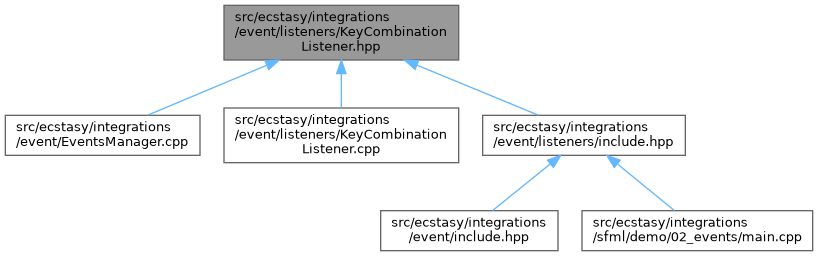 src/ecstasy/integrations
/event/listeners/KeyCombination
Listener.hpp
src/ecstasy/integrations
/event/EventsManager.cpp
src/ecstasy/integrations
/event/listeners/KeyCombination
Listener.cpp
src/ecstasy/integrations
/event/listeners/include.hpp
src/ecstasy/integrations
/event/include.hpp
src/ecstasy/integrations
/sfml/demo/02_events/main.cpp